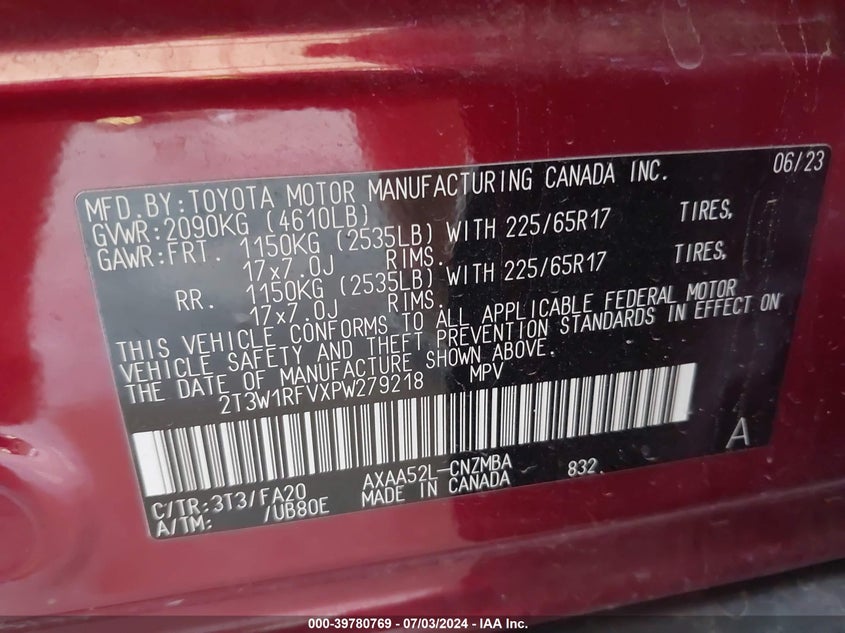 06/23
MFD.BY:TOYOTA MOTOR MANUFACTURING CANADA INC.
GVWR:2090KG (4610LB)
GAWR:FRT. 1150KG (2535LB) WITH 225/65R17 TIRES,
17x7.0J RIMS.
RR. 1150KG (2535LB) WITH 225/65R17 TIRES,
17x7.0J RIMS.
THIS VEHICLE CONFORMS TO ALL APPLICABLE FEDERAL MOTOR
VEHICLE SAFETY AND THEFT PREVENTION STANDARDS IN EFFECT ON
THE DATE OF MANUFACTURE SHOWN ABOVE.
2T3W1RFVXPW279218 MPV
A
C/TR:3T3/FA20 AXAA52L-CNZMBA 832
A/TM: /UB80E MADE IN CANADA
000-39780769 - 07/03/2024 - IAA Inc.